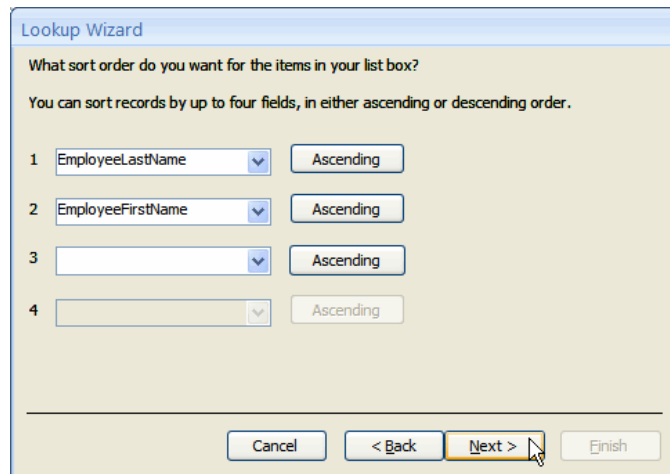 Lookup Wizard
What sort order do you want for the items in your list box?
You can sort records by up to four fields, in either ascending or descending order.
1 EmployeeLastName Ascending
2 EmployeeFirstName Ascending
3 Ascending
4 Ascending
Cancel < Back Next > Finish